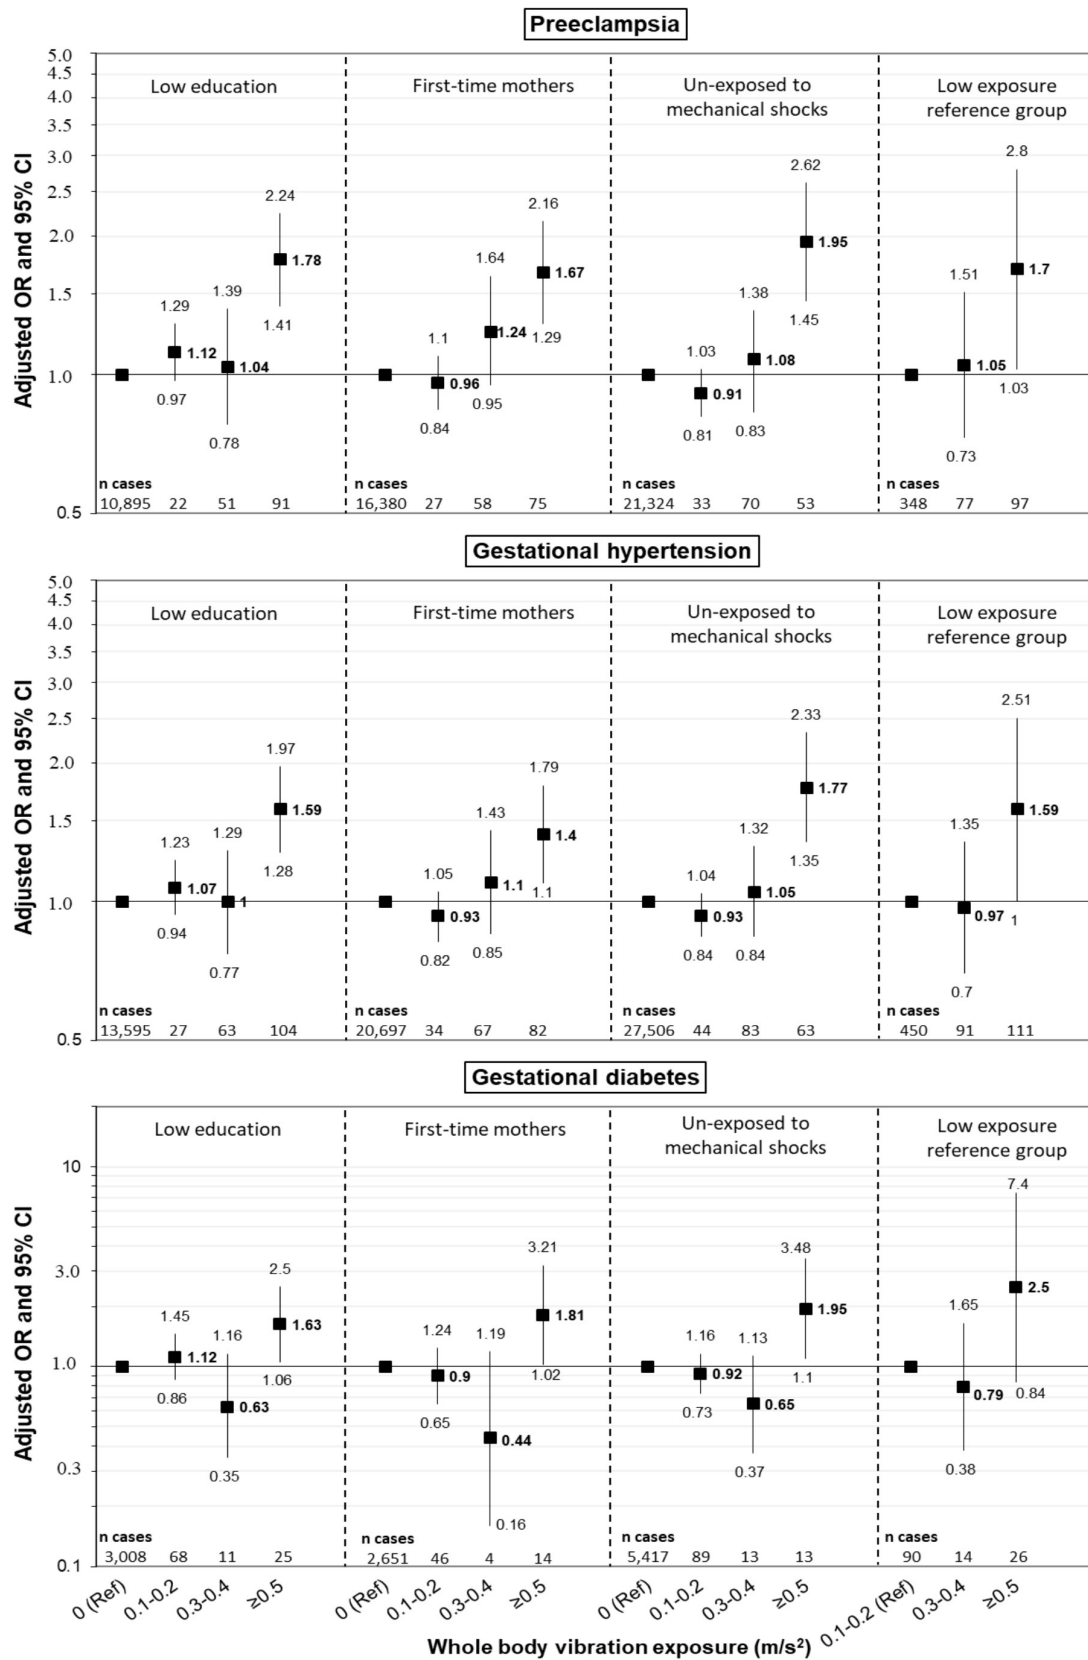 Preeclampsia
Adjusted OR and 95% CI
5.0
4.5
4.0
3.5
3.0
2.5
2.0
1.5
1.0
0.5
Low education
1.29
1.12
0.97
1.39
1.04
0.78
2.24
1.78
1.41
n cases
10,895 22 51 91
First-time mothers
1.1
0.96
0.84
1.64
1.24
0.95
2.16
1.67
1.29
n cases
16,380 27 58 75
Un-exposed to
mechanical shocks
1.03
0.91
0.81
1.38
1.08
0.83
2.62
1.95
1.45
n cases
21,324 33 70 53
Low exposure
reference group
1.51
1.05
0.73
2.8
1.7
1.03
n cases
348 77 97
Gestational hypertension
Adjusted OR and 95% CI
5.0
4.5
4.0
3.5
3.0
2.5
2.0
1.5
1.0
0.5
Low education
1.23
1.07
0.94
1.29
1
0.77
1.97
1.59
1.28
n cases
13,595 27 63 104
First-time mothers
1.05
0.93
0.82
1.43
1.1
0.85
1.79
1.4
1.1
n cases
20,697 34 67 82
Un-exposed to
mechanical shocks
1.04
0.93
0.84
1.32
1.05
0.84
2.33
1.77
1.35
n cases
27,506 44 83 63
Low exposure
reference group
1.35
0.97
0.7
2.51
1.59
1
n cases
450 91 111
Gestational diabetes
Adjusted OR and 95% CI
10
3.0
1.0
0.3
0.1
Low education
1.45
1.12
0.86
1.16
0.63
0.35
2.5
1.63
1.06
n cases
3,008 68 11 25
First-time mothers
1.24
0.9
0.65
1.19
0.44
0.16
3.21
1.81
1.02
n cases
2,651 46 4 14
Un-exposed to
mechanical shocks
1.16
0.92
0.73
1.13
0.65
0.37
3.48
1.95
1.1
n cases
5,417 89 13 13
Low exposure
reference group
1.65
0.79
0.38
7.4
2.5
0.84
n cases
90 14 26
0 (Ref) 0.1-0.2 0.3-0.4 ≥0.5 0 (Ref) 0.1-0.2 0.3-0.4 ≥0.5 0 (Ref) 0.1-0.2 0.3-0.4 ≥0.5 0.1-0.2 (Ref) 0.3-0.4 ≥0.5
Whole body vibration exposure (m/s²)